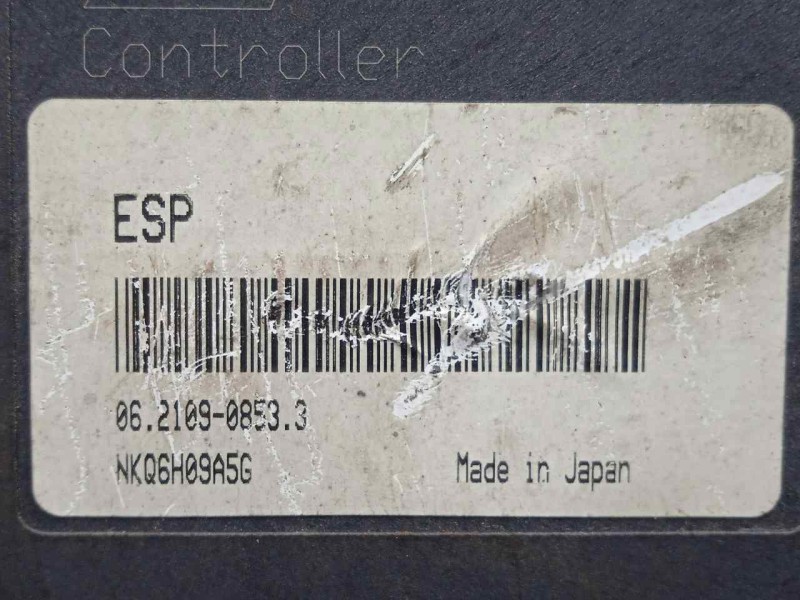 Controller
ESP
06.2109-0853.3
NKQ6H09A5G
Made in Japan